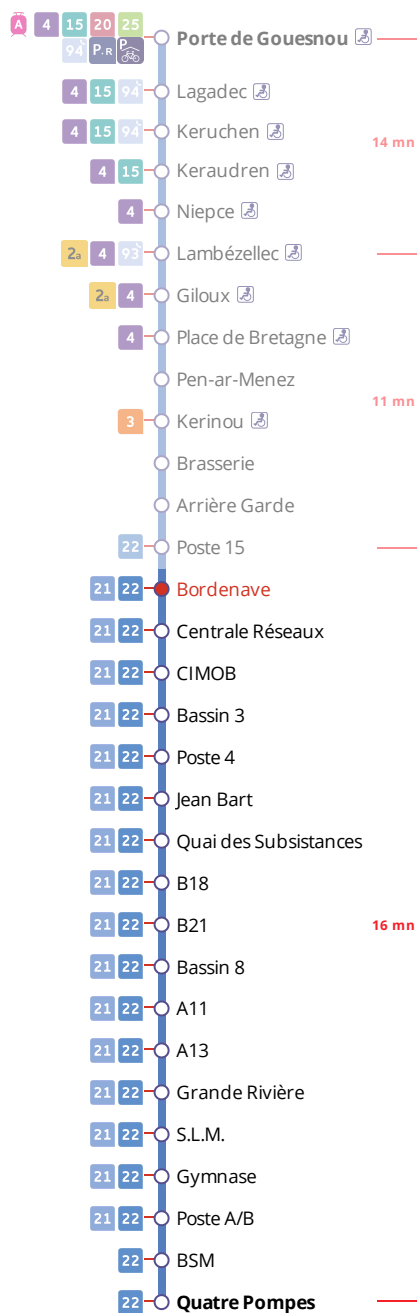 A 4 15 20 25
94 P+R P
Porte de Gouesnou
4 15 94 Lagadec
4 15 94 Keruchen
14 mn
4 15 Keraudren
4 Niepce
2a 4 93 Lambézellec
2a 4 Giloux
4 Place de Bretagne
Pen-ar-Menez
11 mn
3 Kerinou
Brasserie
Arrière Garde
22 Poste 15
21 22 Bordenave
21 22 Centrale Réseaux
21 22 CIMOB
21 22 Bassin 3
21 22 Poste 4
21 22 Jean Bart
21 22 Quai des Subsistances
21 22 B18
21 22 B21
16 mn
21 22 Bassin 8
21 22 A11
21 22 A13
21 22 Grande Rivière
21 22 S.L.M.
21 22 Gymnase
21 22 Poste A/B
22 BSM
22 Quatre Pompes